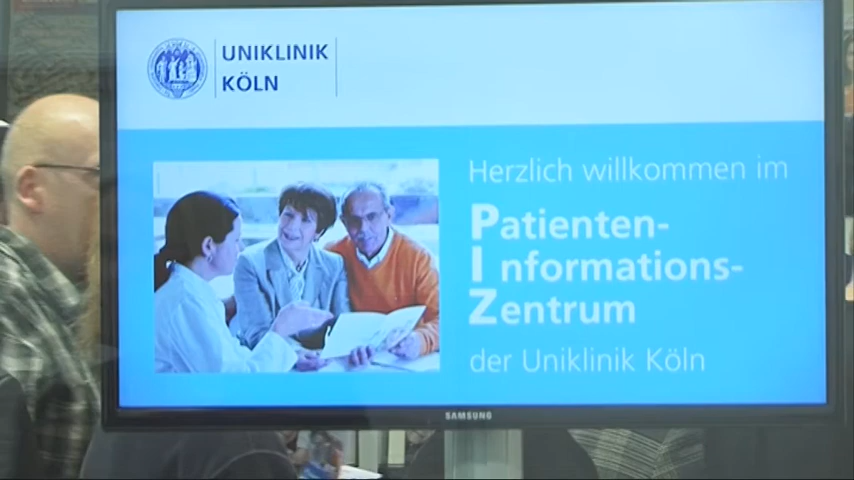 UNIKLINIK
KÖLN
Herzlich willkommen im
Patienten-
Informations-
Zentrum
der Uniklinik Köln
SAMSUNG